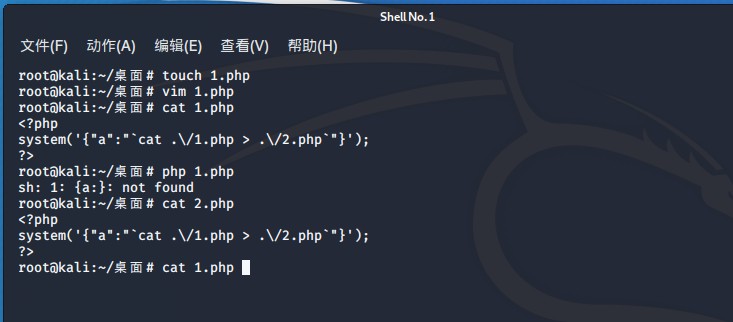 Shell No.1
文件(F) 动作(A) 编辑(E) 查看(V) 帮助(H)
root@kali:~/桌面# touch 1.php
root@kali:~/桌面# vim 1.php
root@kali:~/桌面# cat 1.php
<?php
system('{"a":"`cat .\/1.php > .\/2.php`"}');
?>
root@kali:~/桌面# php 1.php
sh: 1: {a:}: not found
root@kali:~/桌面# cat 2.php
<?php
system('{"a":"`cat .\/1.php > .\/2.php`"}');
?>
root@kali:~/桌面# cat 1.php